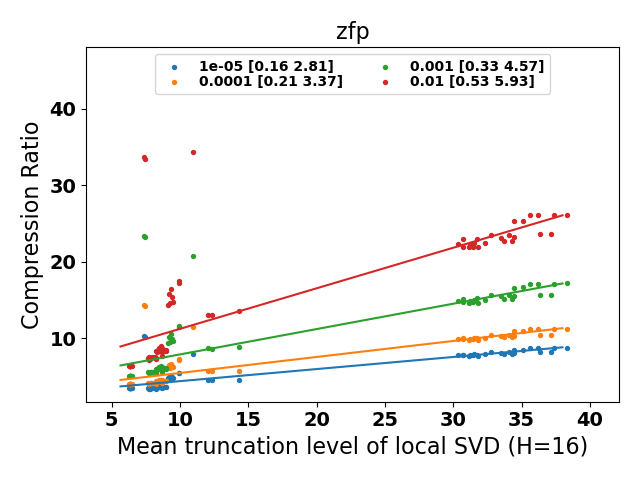 zfp
1e-05 [0.16 2.81]
0.0001 [0.21 3.37]
0.001 [0.33 4.57]
0.01 [0.53 5.93]
Compression Ratio
40
30
20
10
5 10 15 20 25 30 35 40
Mean truncation level of local SVD (H=16)